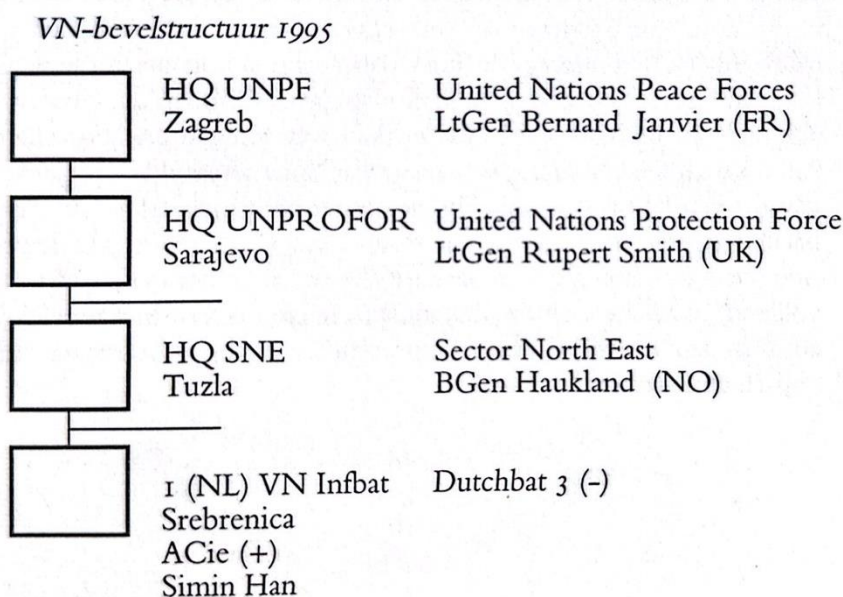 VN-bevelstructuur 1995
HQ UNPF United Nations Peace Forces
Zagreb LtGen Bernard Janvier (FR)
HQ UNPROFOR United Nations Protection Force
Sarajevo LtGen Rupert Smith (UK)
HQ SNE Sector North East
Tuzla BGen Haukland (NO)
1 (NL) VN Infbat Dutchbat 3 (-)
Srebrenica
ACie (+)
Simin Han